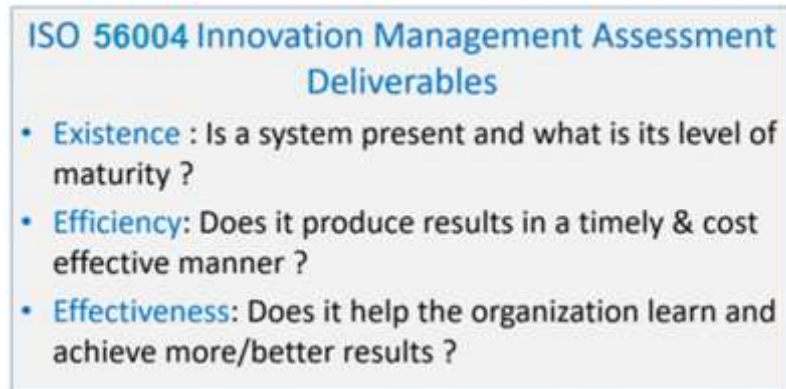 ISO 56004 Innovation Management Assessment
Deliverables
• Existence : Is a system present and what is its level of
maturity ?
• Efficiency: Does it produce results in a timely & cost
effective manner ?
• Effectiveness: Does it help the organization learn and
achieve more/better results ?